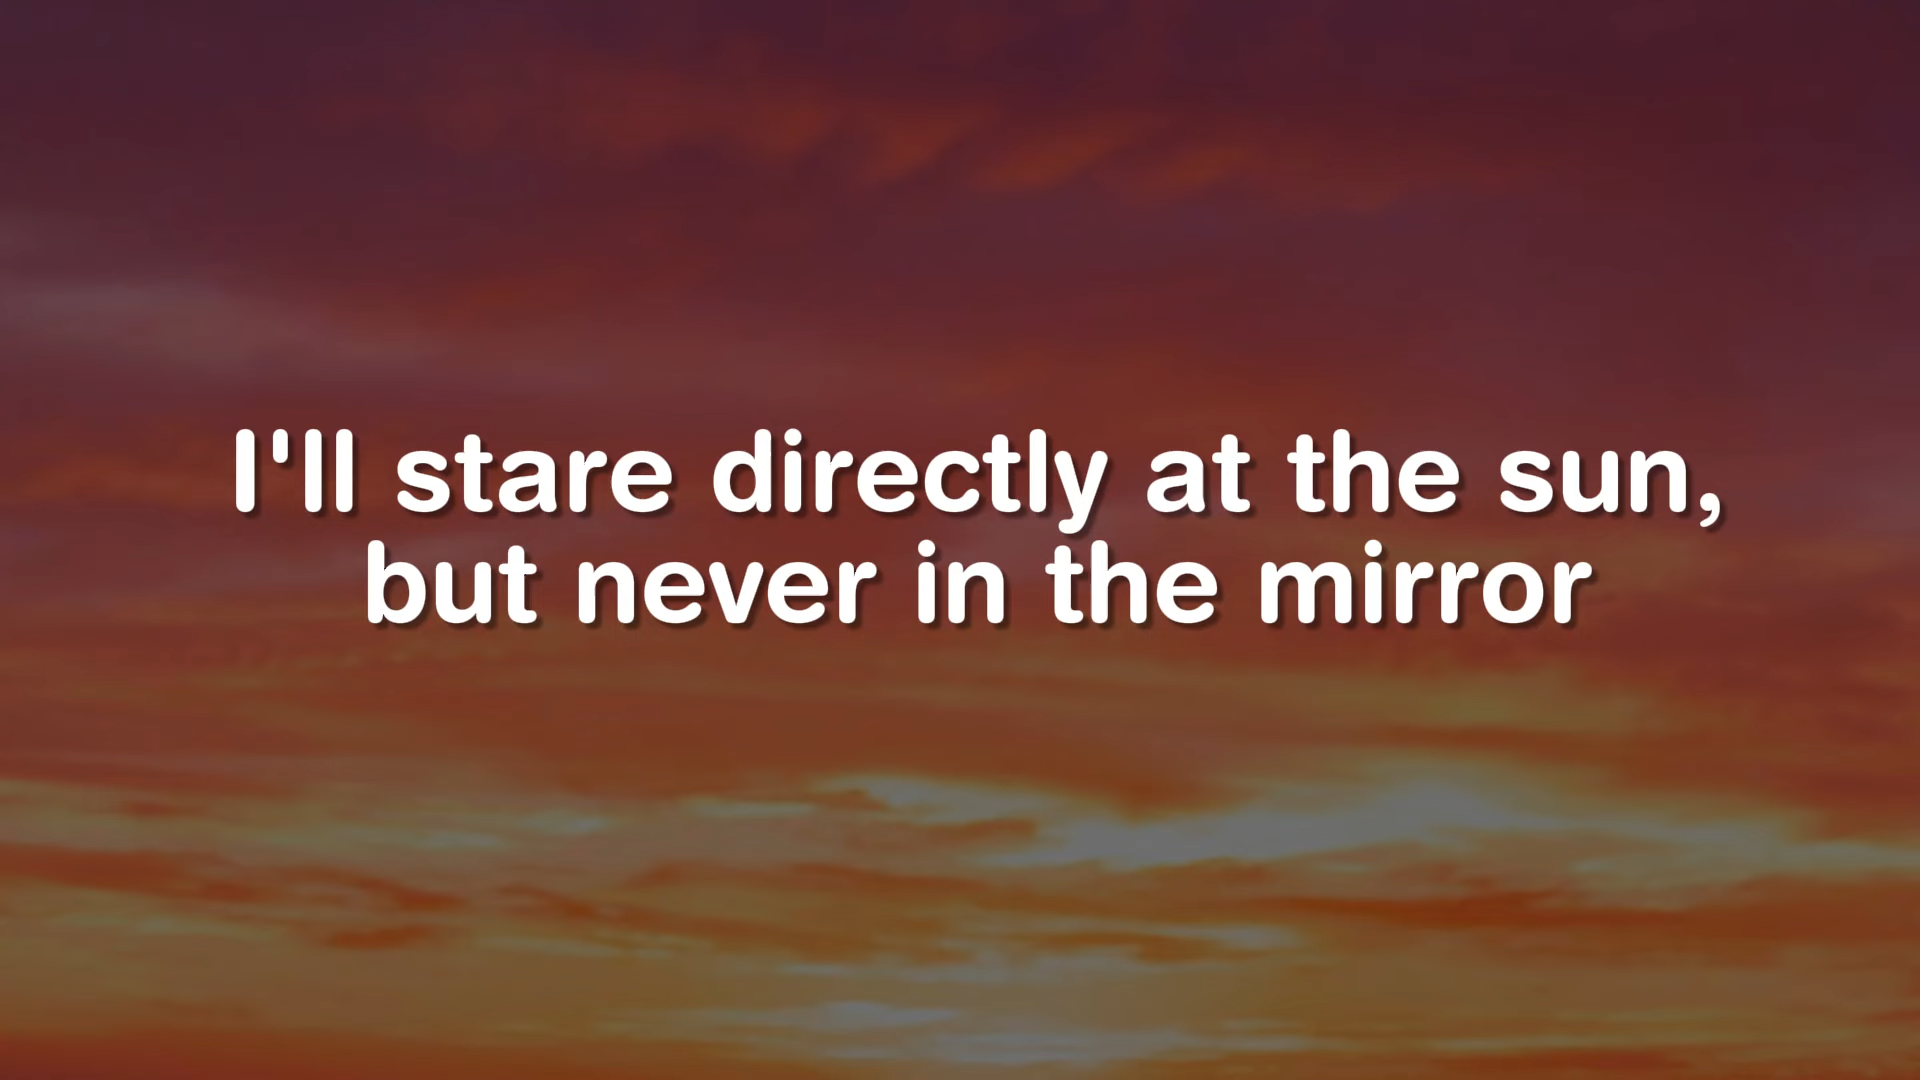 I'll stare directly at the sun,
but never in the mirror